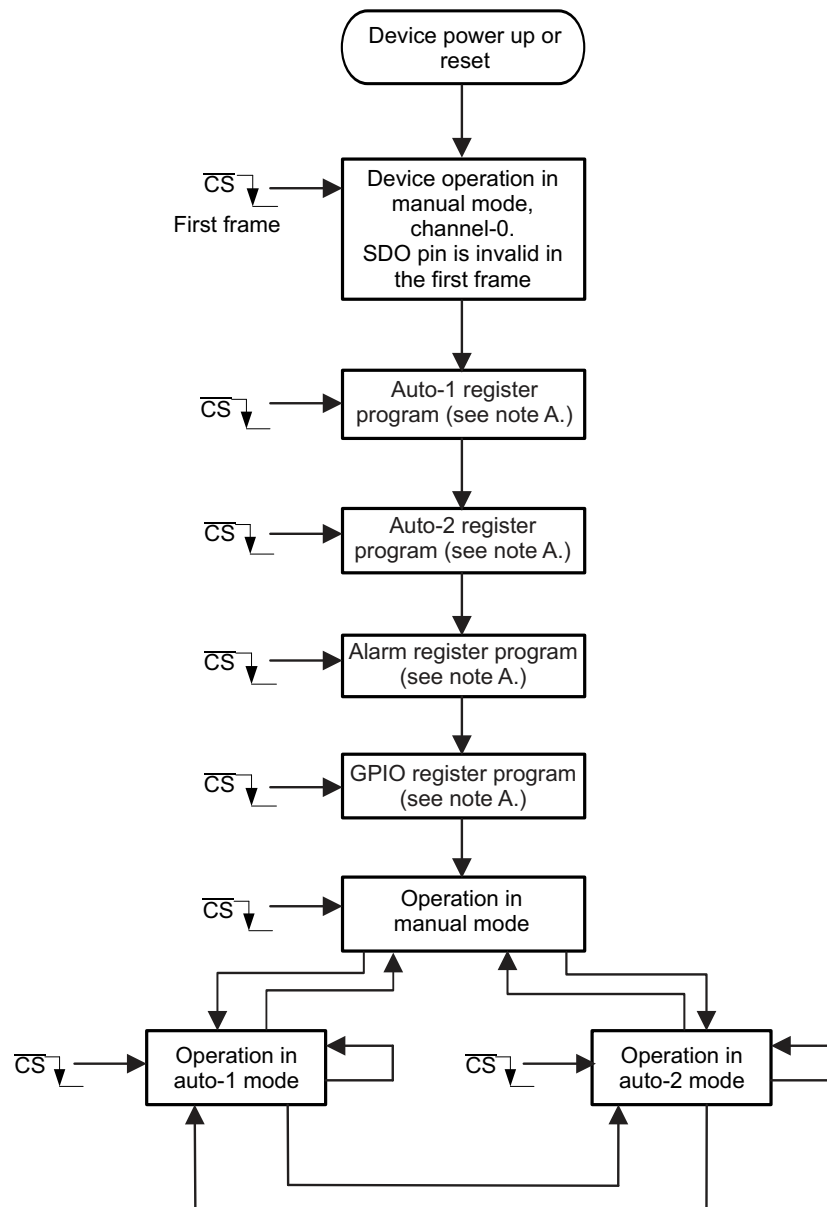 Device power up or
reset
CS
First frame
Device operation in
manual mode,
channel-0.
SDO pin is invalid in
the first frame
CS
Auto-1 register
program (see note A.)
CS
Auto-2 register
program (see note A.)
CS
Alarm register program
(see note A.)
CS
GPIO register program
(see note A.)
CS
Operation in
manual mode
CS
Operation in
auto-1 mode
CS
Operation in
auto-2 mode